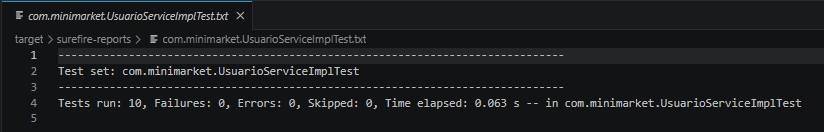 com.minimarket.UsuarioServiceImplTest.txt ×
target > surefire-reports > com.minimarket.UsuarioServiceImplTest.txt
1 -------------------------------------------------------------------------------
2 Test set: com.minimarket.UsuarioServiceImplTest
3 -------------------------------------------------------------------------------
4 Tests run: 10, Failures: 0, Errors: 0, Skipped: 0, Time elapsed: 0.063 s -- in com.minimarket.UsuarioServiceImplTest
5